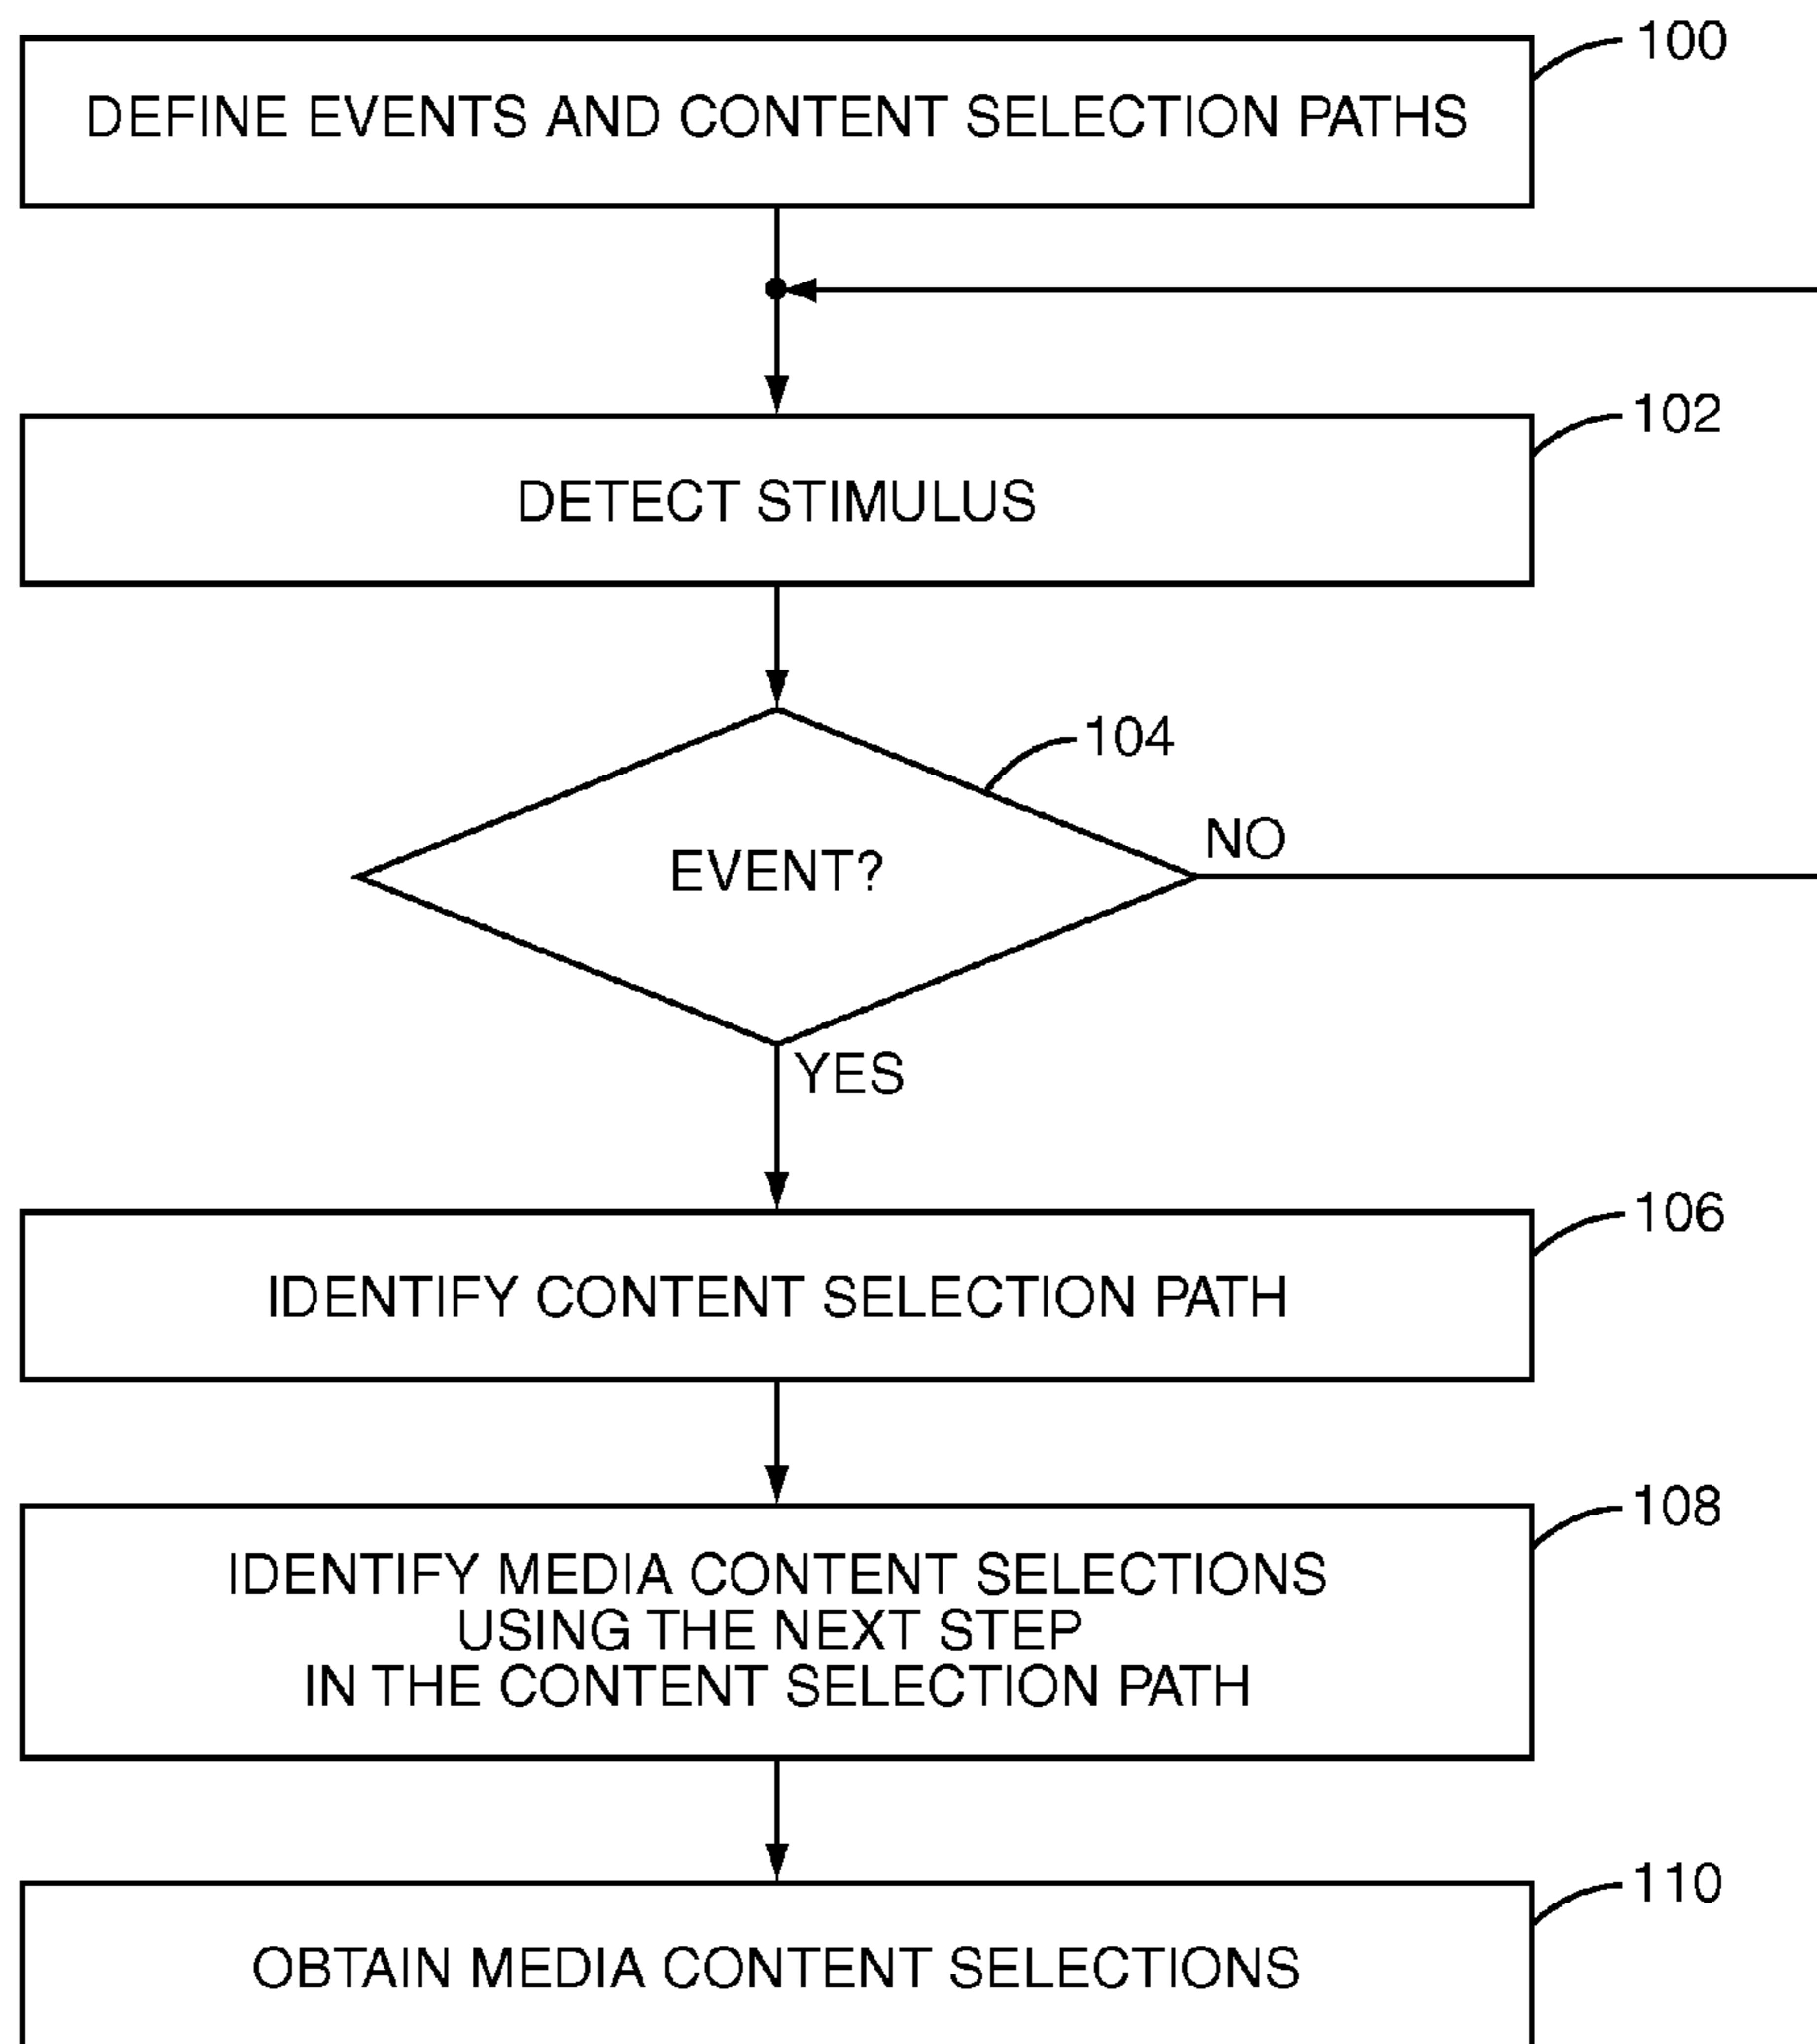 100
DEFINE EVENTS AND CONTENT SELECTION PATHS
102
DETECT STIMULUS
104
EVENT?
NO
YES
106
IDENTIFY CONTENT SELECTION PATH
108
IDENTIFY MEDIA CONTENT SELECTIONS
USING THE NEXT STEP
IN THE CONTENT SELECTION PATH
110
OBTAIN MEDIA CONTENT SELECTIONS